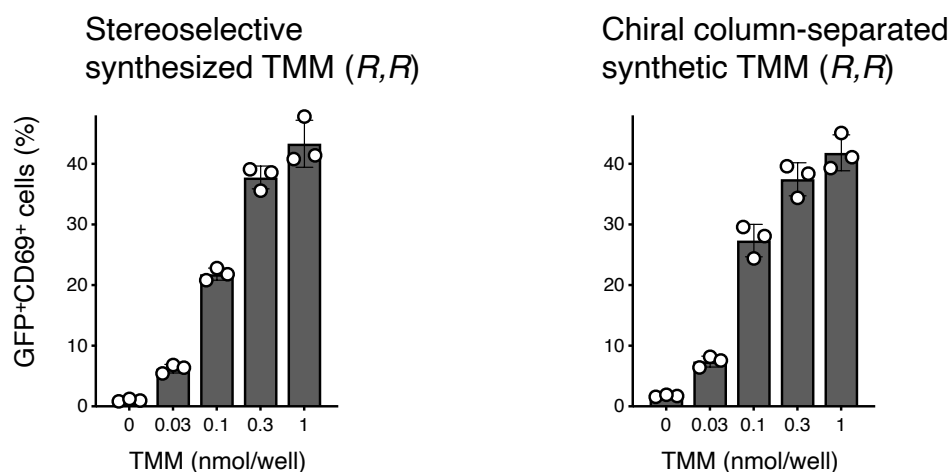 Stereoselective
synthesized TMM (R,R)
GFP⁺CD69⁺ cells (%)
40
30
20
10
0
0 0.03 0.1 0.3 1
TMM (nmol/well)
Chiral column-separated
synthetic TMM (R,R)
40
30
20
10
0
0 0.03 0.1 0.3 1
TMM (nmol/well)